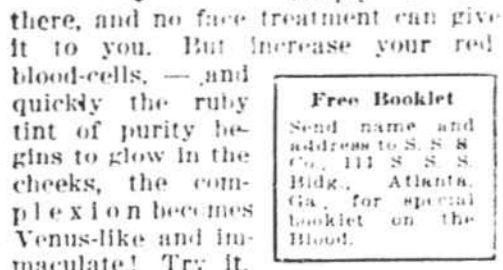 there, and no face treatment can give
it to you. But increase your red
blood-cells, — and
quickly the ruby
tint of purity be-
gins to glow in the
cheeks, the com-
plexion becomes
Venus-like and im-
maculate! Try it.
Free Booklet
Send name and
address to S. S. S
Co., 111 S. S. S.
Bldg., Atlanta,
Ga., for special
booklet on the
Blood.